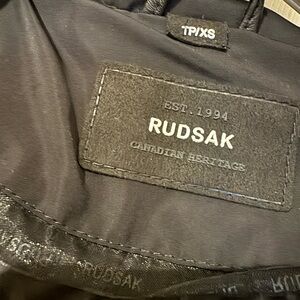 TP/XS
EST. 1994
RUDSAK
CANADIAN HERITAGE
RUDSAK